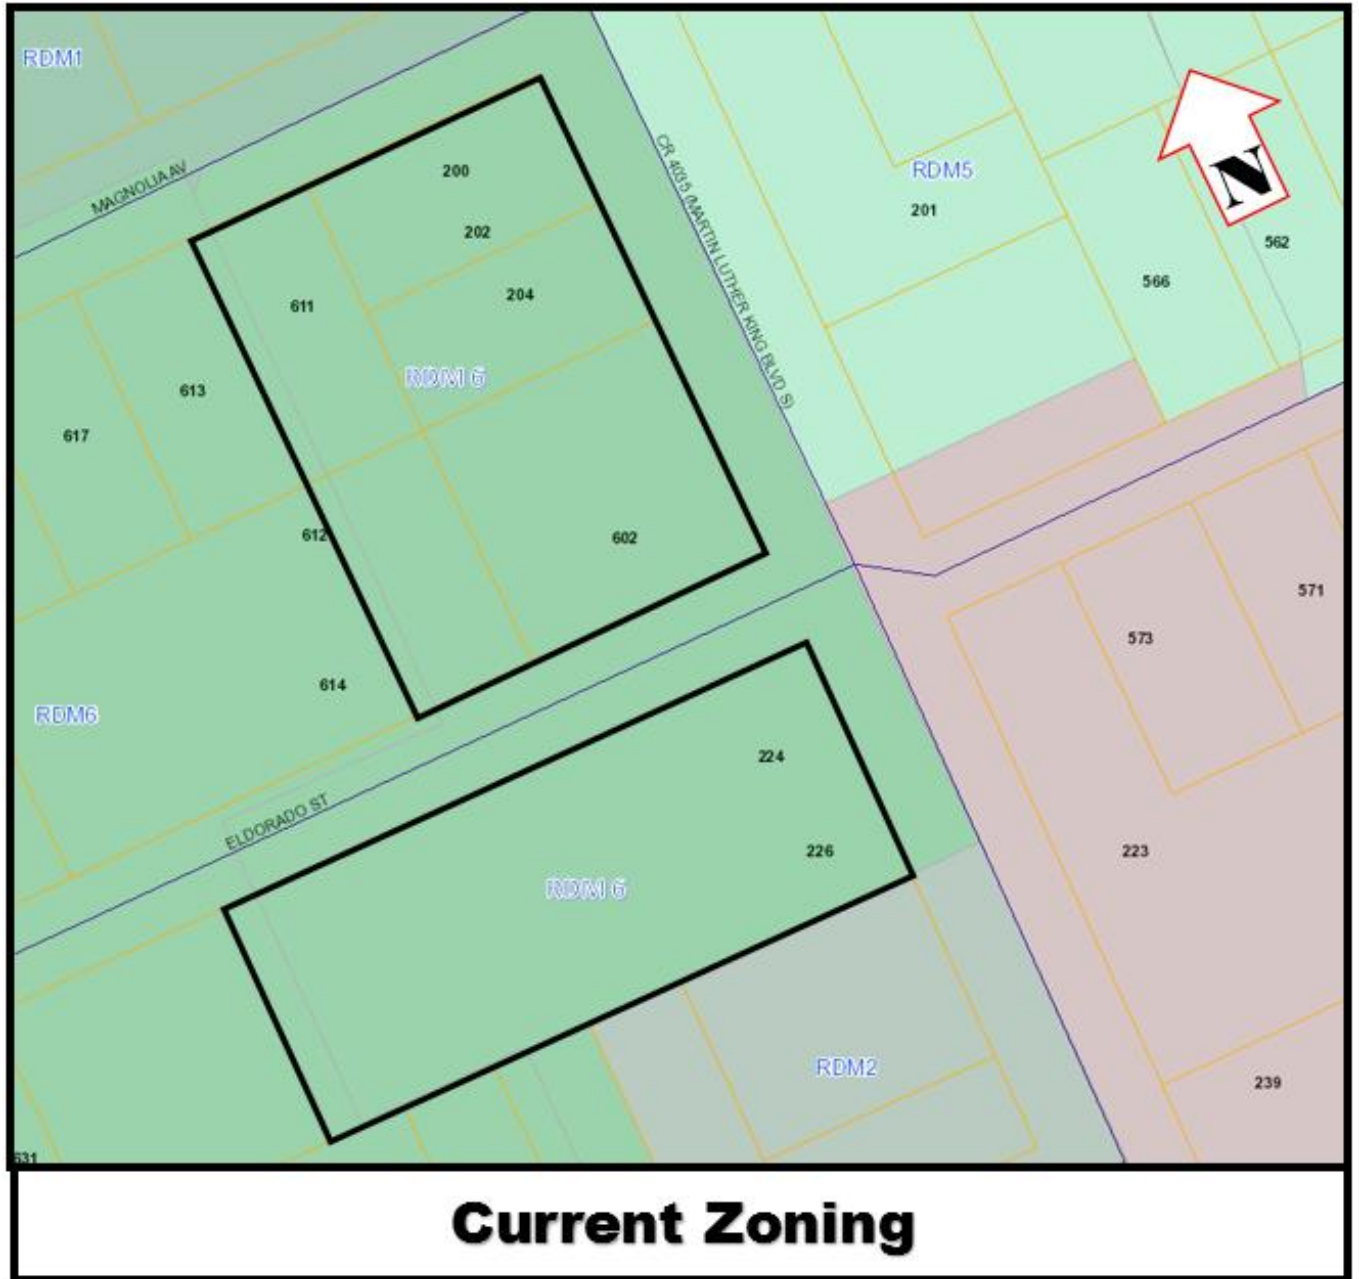 RDM1
MAGNOLIA AV
200
CR 4035 (MARTIN LUTHER KING BLVD S)
RDM5
N
201
202
562
566
204
611
RDM 6
613
617
612
602
571
573
614
RDM6
224
ELDORADO ST
226
223
RDM 6
RDM2
239
631
Current Zoning